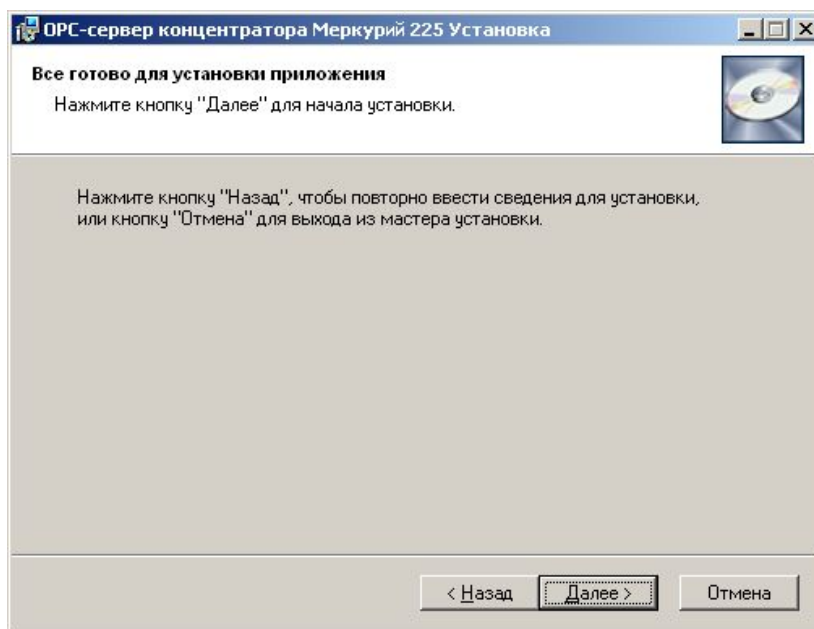 OPC-сервер концентратора Меркурий 225 Установка
Все готово для установки приложения
Нажмите кнопку "Далее" для начала установки.
Нажмите кнопку "Назад", чтобы повторно ввести сведения для установки,
или кнопку "Отмена" для выхода из мастера установки.
< Назад
Далее >
Отмена